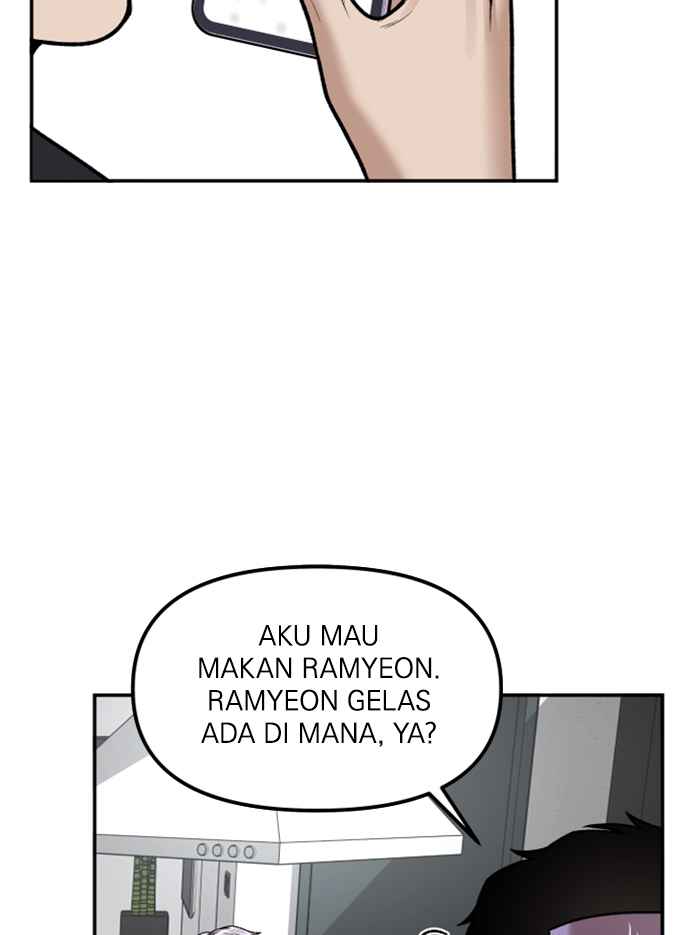 AKU MAU
MAKAN RAMYEON.
RAMYEON GELAS
ADA DI MANA, YA?